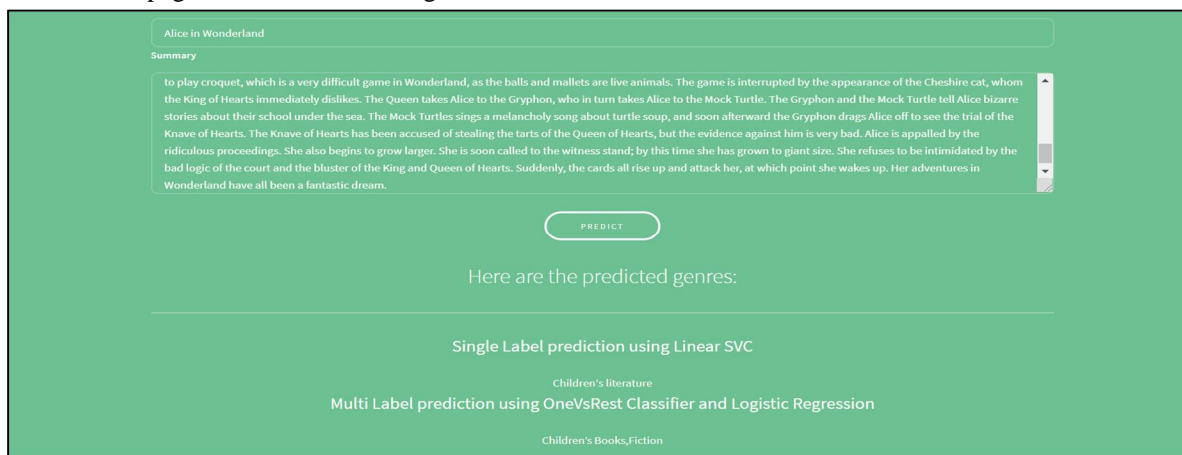 Alice in Wonderland
Summary
to play croquet, which is a very difficult game in Wonderland, as the balls and mallets are live animals. The game is interrupted by the appearance of the Cheshire cat, whom
the King of Hearts immediately dislikes. The Queen takes Alice to the Gryphon, who in turn takes Alice to the Mock Turtle. The Gryphon and the Mock Turtle tell Alice bizarre
stories about their school under the sea. The Mock Turtles sings a melancholy song about turtle soup, and soon afterward the Gryphon drags Alice off to see the trial of the
Knave of Hearts. The Knave of Hearts has been accused of stealing the tarts of the Queen of Hearts, but the evidence against him is very bad. Alice is appalled by the
ridiculous proceedings. She also begins to grow larger. She is soon called to the witness stand; by this time she has grown to giant size. She refuses to be intimidated by the
bad logic of the court and the bluster of the King and Queen of Hearts. Suddenly, the cards all rise up and attack her, at which point she wakes up. Her adventures in
Wonderland have all been a fantastic dream.
PREDICT
Here are the predicted genres:
Single Label prediction using Linear SVC
Children's literature
Multi Label prediction using OneVsRest Classifier and Logistic Regression
Children's Books,Fiction